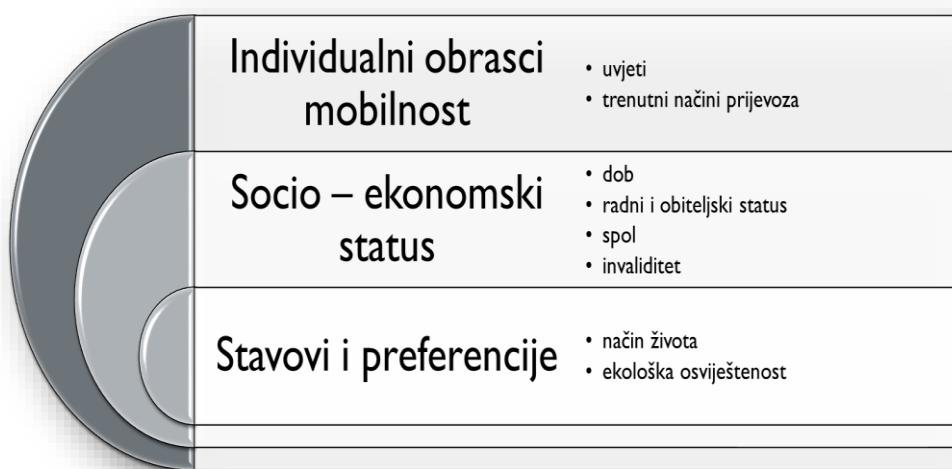 Individualni obrasci
mobilnost
• uvjeti
• trenutni načini prijevoza
Socio – ekonomski
status
• dob
• radni i obiteljski status
• spol
• invaliditet
Stavovi i preferencije
• način života
• ekološka osviještenost